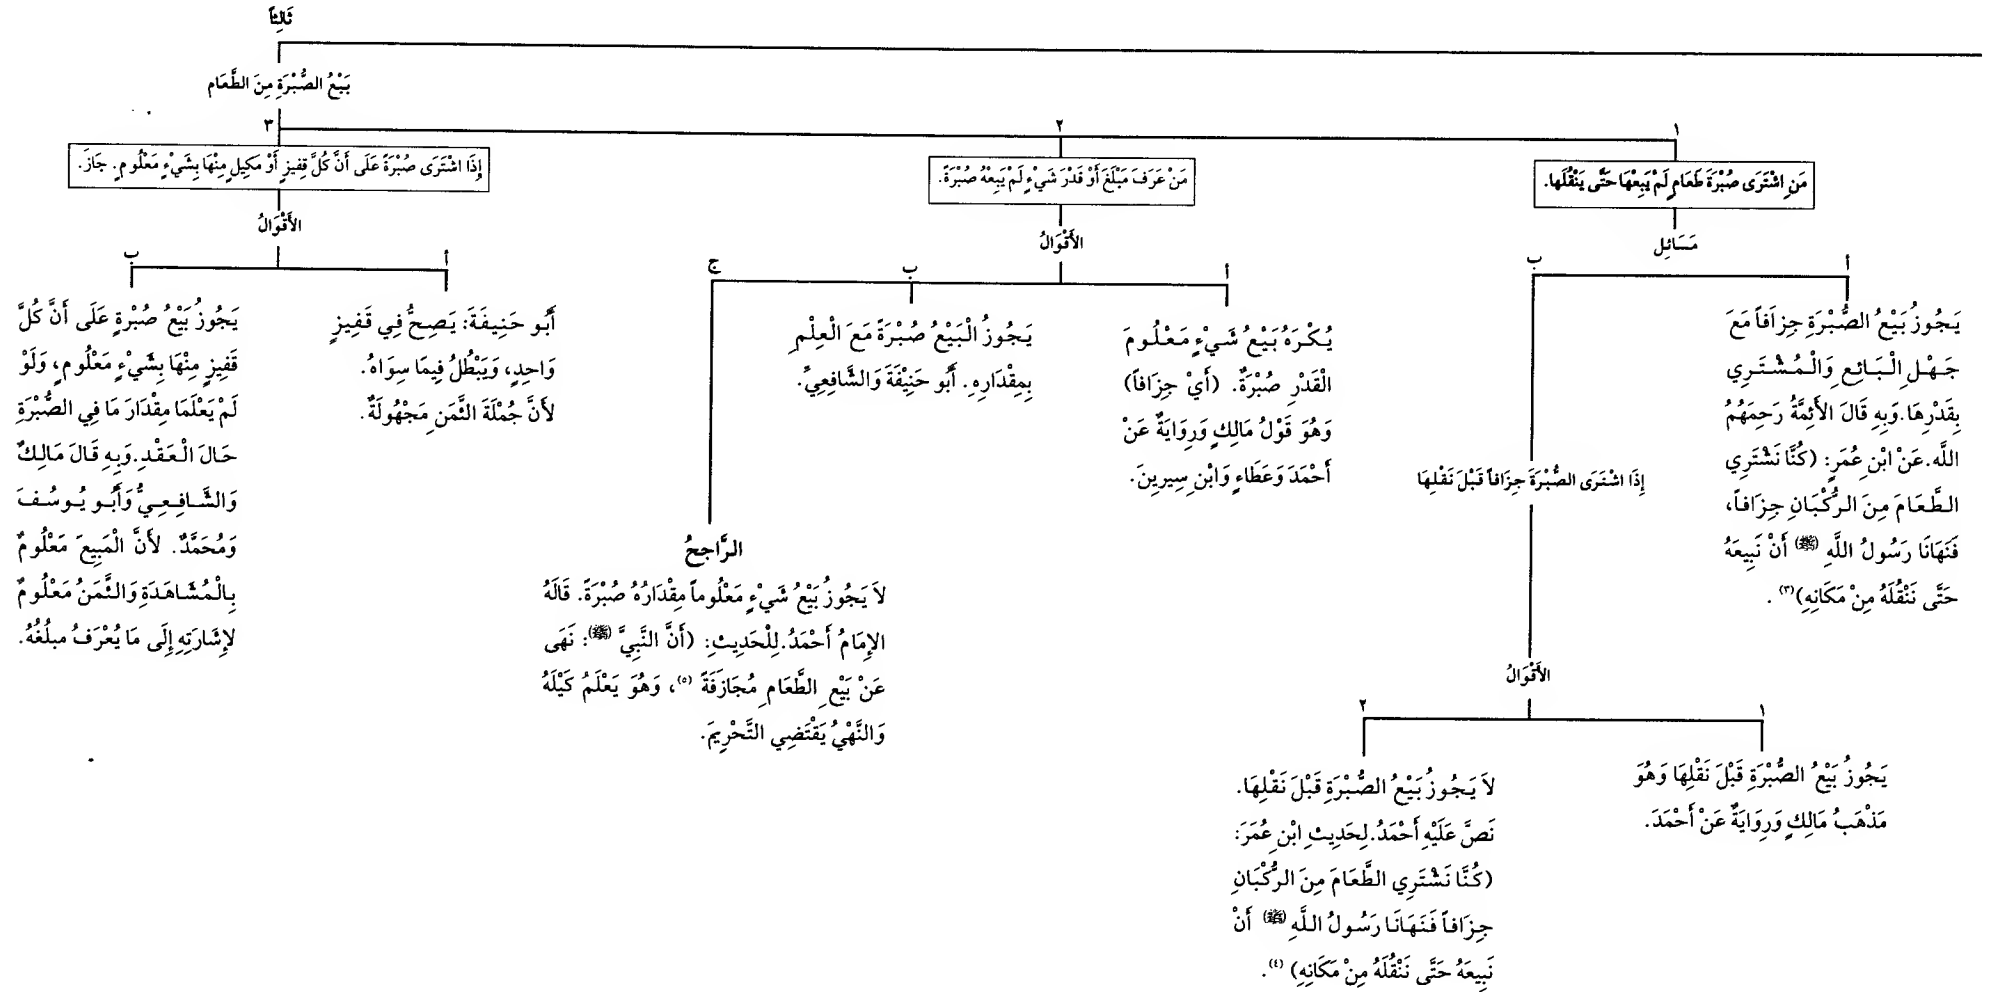 ثَالِثاً
بَيْعُ الصُّبْرَةِ مِنَ الطَّعَام
١
مَنِ اشْتَرَى صُبْرَةَ طَعَامٍ لَمْ يَبِعْهَا حَتَّى يَنْقُلَها.
مَسَائِل
أ
يَجُوزُ بَيْعُ الصُّبْرَةِ جِزَافاً مَعَ
جَهْلِ الْبَائِعِ وَالْمُشْتَرِي
بِقَدْرِهَا. وَبِهِ قَالَ الأَئِمَّةُ رَحِمَهُمُ
اللَّه. عَنْ ابْنِ عُمَرٍ: (كُنَّا نَشْتَرِي
الطَّعَامَ مِنَ الرُّكْبَانِ جِزَافاً،
فَنَهَانَا رَسُولُ اللَّهِ (ﷺ) أَنْ نَبِيعَهُ
حَتَّى نَنْقُلَهُ مِنْ مَكَانِهِ)(٣) .
ب
إِذَا اشْتَرَى الصُّبْرَةَ جِزَافاً قَبْلَ نَقْلِهَا
الأَقْوَالُ
١
يَجُوزُ بَيْعُ الصُّبْرَةِ قَبْلَ نَقْلِهَا وَهُوَ
مَذْهَبُ مَالِكٍ وَرِوَايَةٌ عَنْ أَحْمَدَ.
٢
لاَ يَجُوزُ بَيْعُ الصُّبْرَةِ قَبْلَ نَقْلِهَا.
نَصَّ عَلَيْهِ أَحْمَدُ. لِحَدِيثِ ابْنِ عُمَرَ:
(كُنَّا نَشْتَرِي الطَّعَامَ مِنَ الرُّكْبَانِ
جِزَافاً فَنَهَانَا رَسُولُ اللَّهِ (ﷺ) أَنْ
نَبِيعَهُ حَتَّى نَنْقُلَهُ مِنْ مَكَانِهِ) (٤).
٢
مَنْ عَرَفَ مَبْلَغَ أَوْ قَدْرَ شَيْءٍ لَمْ يَبِعْهُ صُبْرَةً.
الأَقْوَالُ
أ
يُكْرَهُ بَيْعُ شَيْءٍ مَعْلُومَ
الْقَدْرِ صُبْرَةٌ. (أَيْ جِزَافاً)
وَهُوَ قَوْلُ مَالِكٍ وَرِوَايَةٌ عَنْ
أَحْمَدَ وَعَطَاءٍ وَابْنِ سِيرِينَ.
ب
يَجُوزُ الْبَيْعُ صُبْرَةً مَعَ الْعِلْمِ
بِمِقْدَارِهِ. أَبُو حَنِيْفَةَ وَالشَّافِعِيِّ.
ج
الرَّاجِحُ
لاَ يَجُوزُ بَيْعُ شَيْءٍ مَعْلُوماً مِقْدَارُهُ صُبْرَةً. قَالَهُ
الإِمَامُ أَحْمَدُ. لِلْحَدِيثِ: (أَنَّ النَّبِيَّ (ﷺ): نَهَى
عَنْ بَيْعِ الطَّعَامِ مُجَازَفَةً (٥)، وَهُوَ يَعْلَمُ كَيْلَهُ
وَالنَّهْيُ يَقْتَضِي التَّحْرِيمَ.
٣
إِذَا اشْتَرَى صُبْرَةً عَلَى أَنَّ كُلَّ قَفِيزٍ أَوْ مَكِيلٍ مِنْهَا بِشَيْءٍ مَعْلُومٍ. جَازَ.
الأَقْوَالُ
أ
أَبُو حَنِيفَةَ: يَصِحُّ فِي قَفِيزٍ
وَاحِدٍ، وَيَبْطُلُ فِيمَا سِوَاهُ.
لأَنَّ جُمْلَةَ الثَّمَنِ مَجْهُولَةٌ.
ب
يَجُوزُ بَيْعُ صُبْرَةٍ عَلَى أَنَّ كُلَّ
قَفِيزٍ مِنْهَا بِشَيْءٍ مَعْلُومٍ، وَلَوْ
لَمْ يَعْلَمَا مِقْدَارَ مَا فِي الصُّبْرَةِ
حَالَ الْعَقْدِ. وَبِهِ قَالَ مَالِكٌ
وَالشَّافِعِيُّ وَأَبُو يُوسُفَ
وَمُحَمَّدٌ. لأَنَّ الْمَبِيعَ مَعْلُومٌ
بِالْمُشَاهَدَةِ وَالثَّمَنُ مَعْلُومٌ
لإِشَارَتِهِ إِلَى مَا يُعْرَفُ مبلُغُهُ.